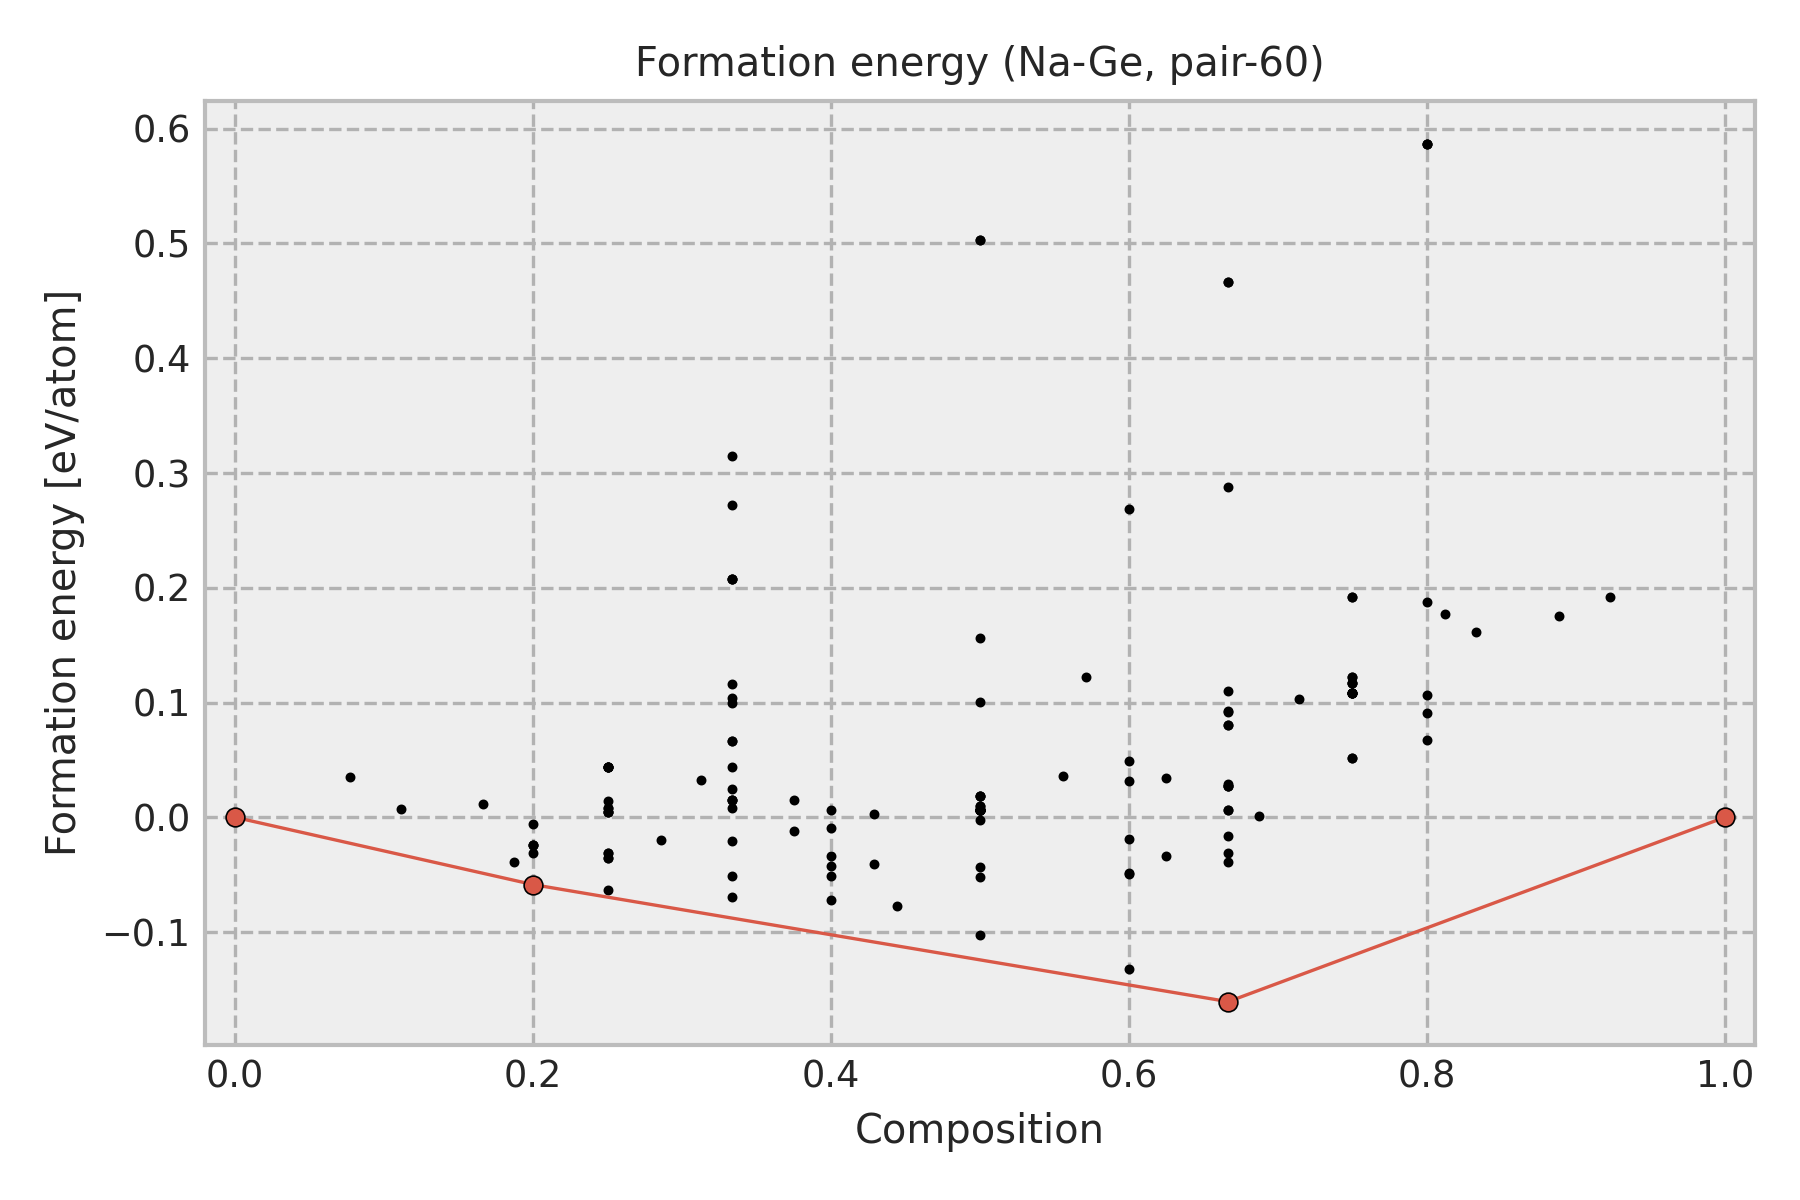 Formation energy (Na-Ge, pair-60)
Formation energy [eV/atom]
0.6
0.5
0.4
0.3
0.2
0.1
0.0
−0.1
0.0 0.2 0.4 0.6 0.8 1.0
Composition